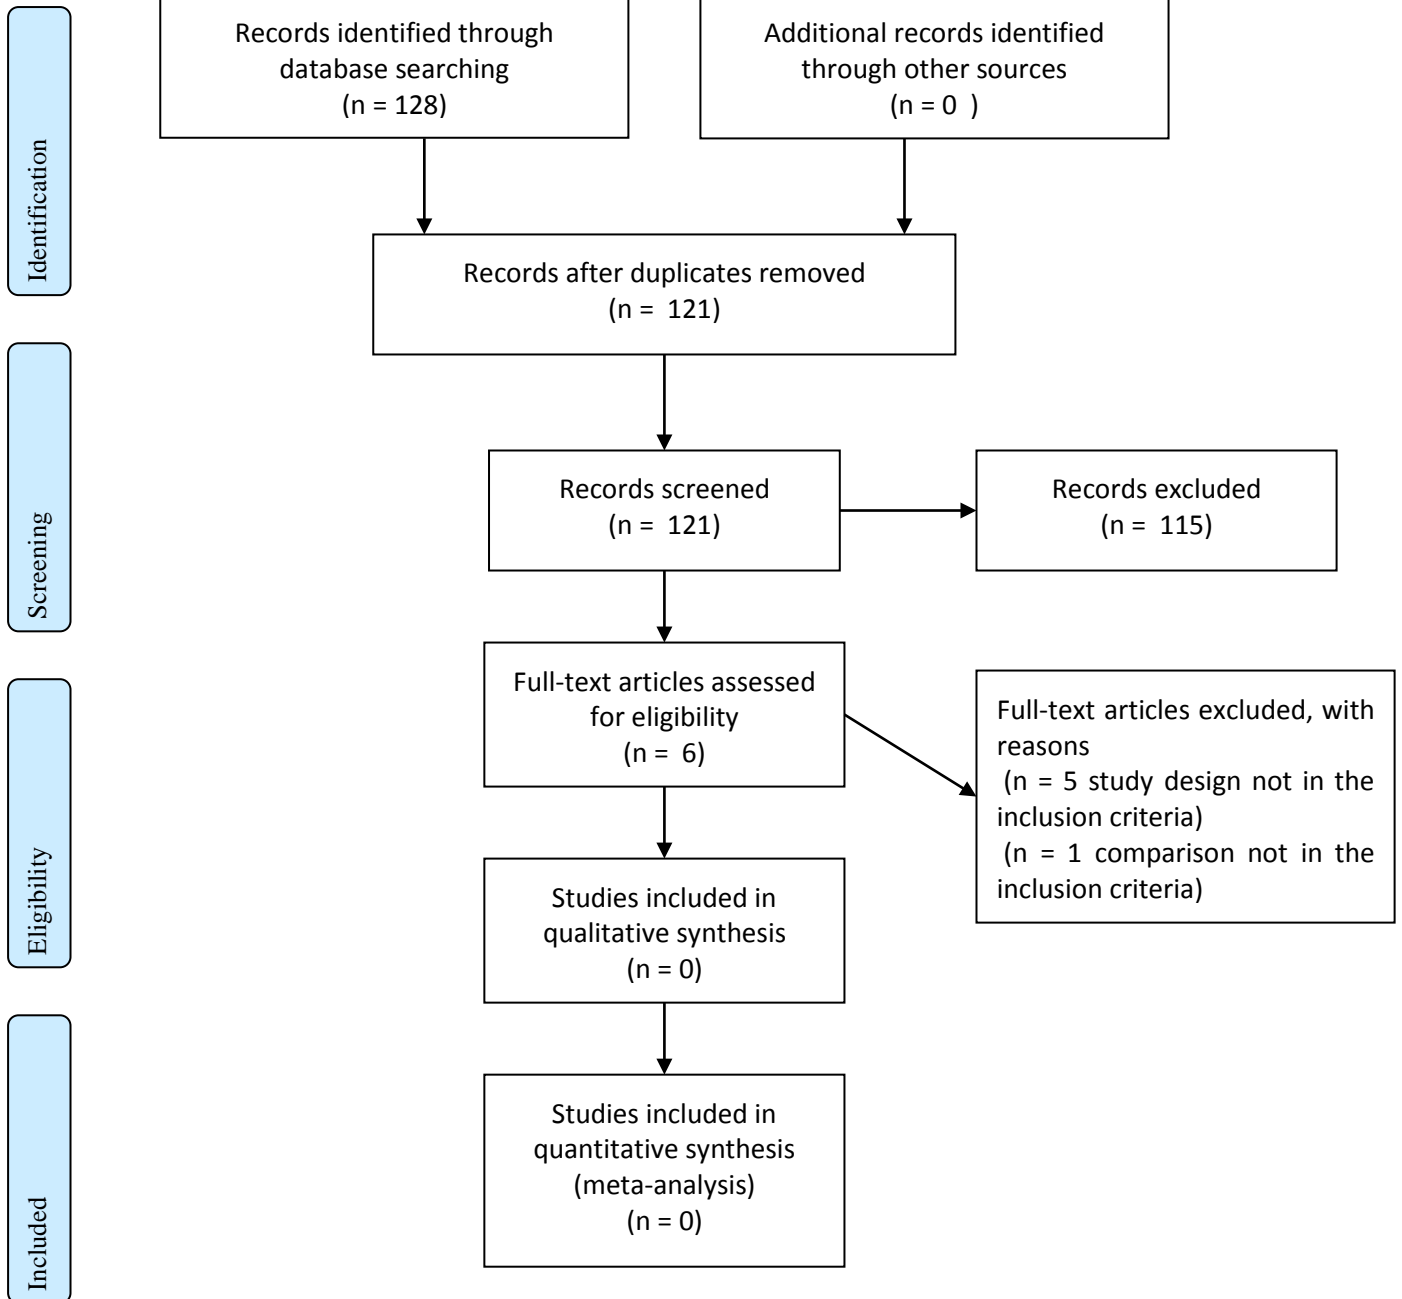 Records identified through
database searching
(n = 128)
Additional records identified
through other sources
(n = 0  )
Identification
Records after duplicates removed
(n =  121)
Screening
Records screened
(n =  121)
Records excluded
(n =  115)
Eligibility
Full-text articles assessed
for eligibility
(n =  6)
Full-text articles excluded, with
reasons
(n = 5 study design not in the
inclusion criteria)
(n = 1 comparison not in the
inclusion criteria)
Studies included in
qualitative synthesis
(n = 0)
Included
Studies included in
quantitative synthesis
(meta-analysis)
(n = 0)